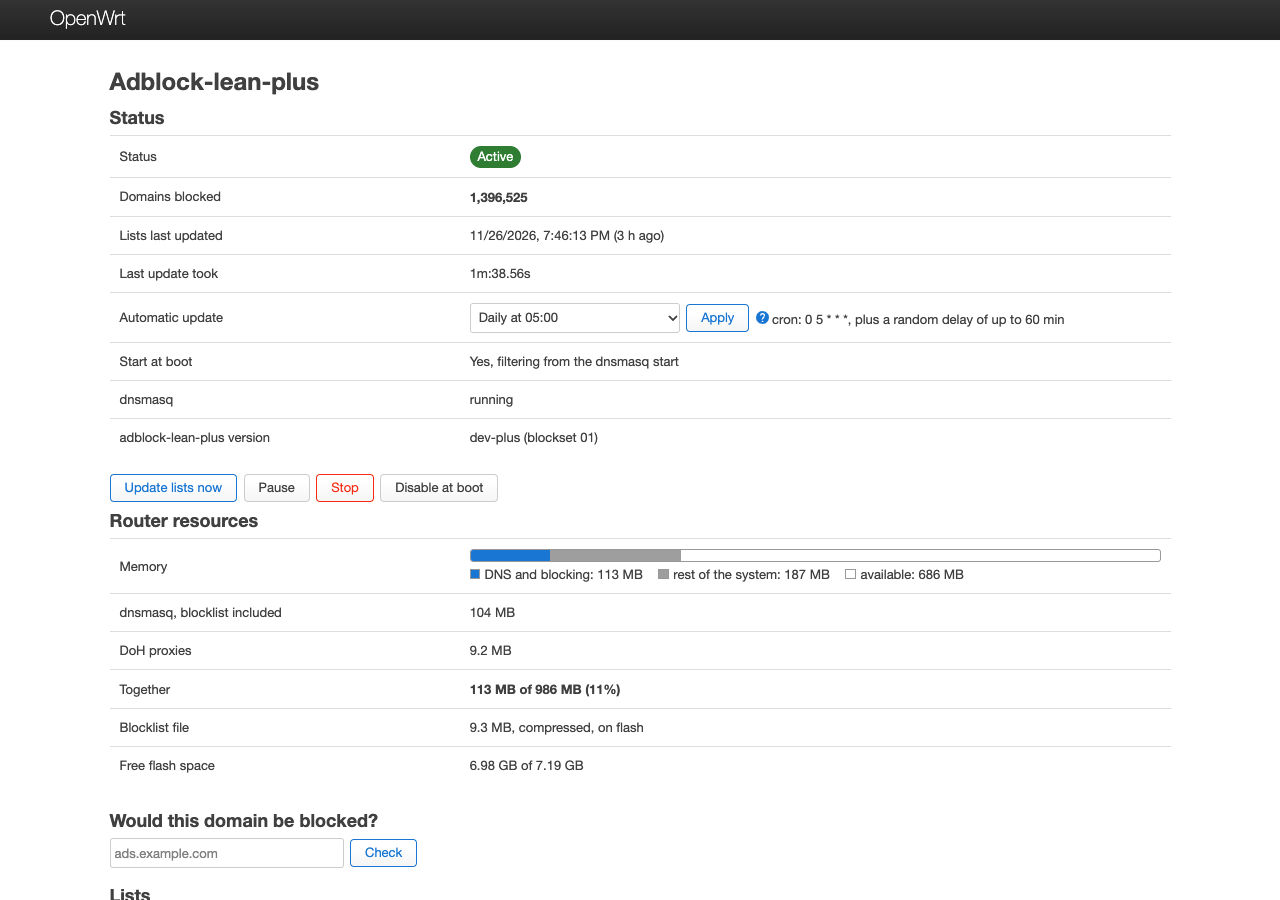 OpenWrt
Adblock-lean-plus
Status
Status Active
Domains blocked 1,396,525
Lists last updated 11/26/2026, 7:46:13 PM (3 h ago)
Last update took 1m:38.56s
Automatic update Daily at 05:00 Apply ? cron: 0 5 * * *, plus a random delay of up to 60 min
Start at boot Yes, filtering from the dnsmasq start
dnsmasq running
adblock-lean-plus version dev-plus (blockset 01)
Update lists now Pause Stop Disable at boot
Router resources
Memory
DNS and blocking: 113 MB rest of the system: 187 MB available: 686 MB
dnsmasq, blocklist included 104 MB
DoH proxies 9.2 MB
Together 113 MB of 986 MB (11%)
Blocklist file 9.3 MB, compressed, on flash
Free flash space 6.98 GB of 7.19 GB
Would this domain be blocked?
ads.example.com Check
Lists